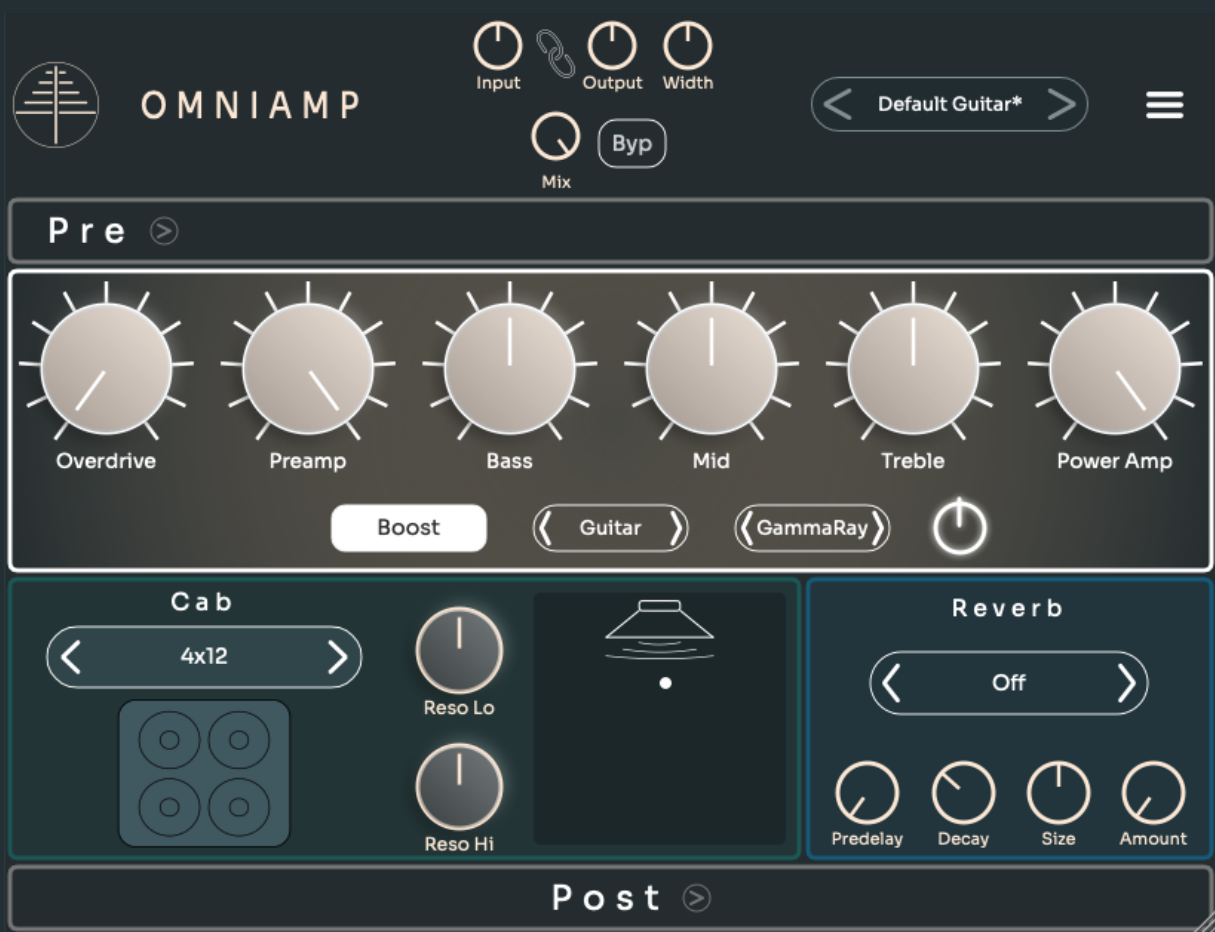 Input Output Width
OMNIAMP
Default Guitar*
Byp
Mix
Pre
Overdrive Preamp Bass Mid Treble Power Amp
Boost Guitar GammaRay
Cab
4x12
Reso Lo
Reso Hi
Reverb
Off
Predelay Decay Size Amount
Post